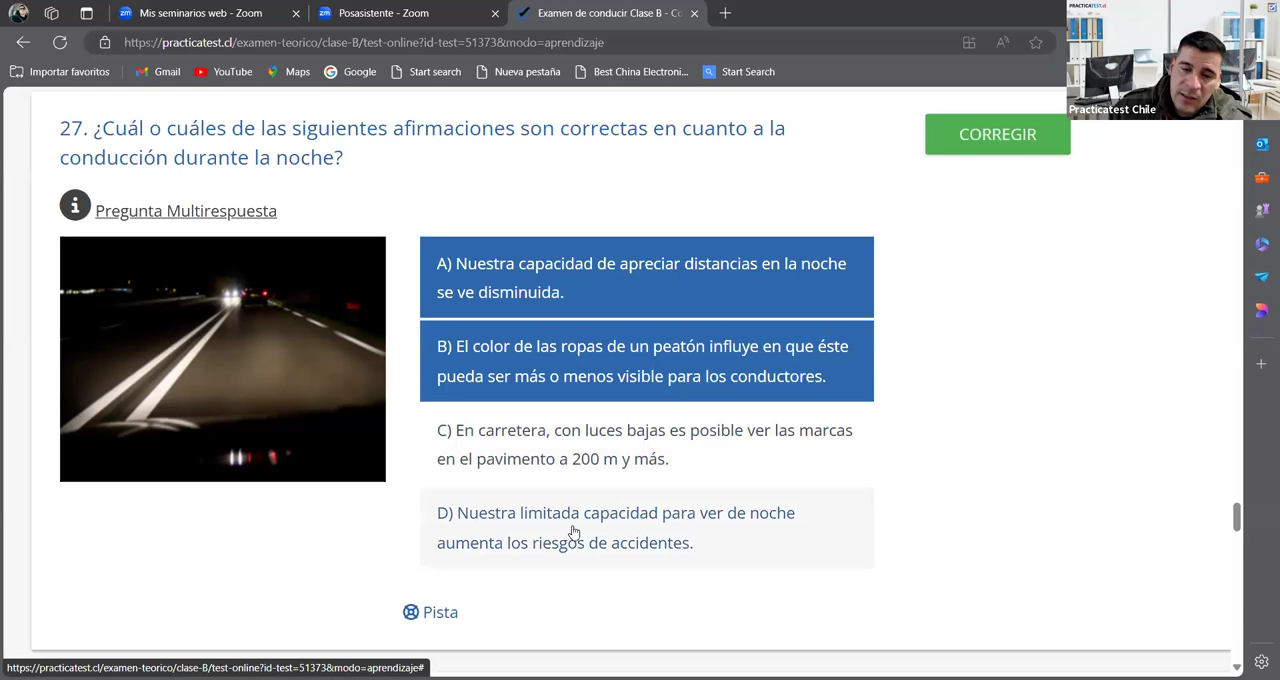 Mis seminarios web - Zoom
Posasistente - Zoom
Examen de conducir Clase B - Co
https://practicatest.cl/examen-teorico/clase-B/test-online?id-test=51373&modo=aprendizaje
Importar favoritos
Gmail
YouTube
Maps
Google
Start search
Nueva pestaña
Best China Electroni...
Start Search
PRACTICATEST.cl
Practicatest Chile
27. ¿Cuál o cuáles de las siguientes afirmaciones son correctas en cuanto a la
conducción durante la noche?
CORREGIR
Pregunta Multirespuesta
A) Nuestra capacidad de apreciar distancias en la noche
se ve disminuida.
B) El color de las ropas de un peatón influye en que éste
pueda ser más o menos visible para los conductores.
C) En carretera, con luces bajas es posible ver las marcas
en el pavimento a 200 m y más.
D) Nuestra limitada capacidad para ver de noche
aumenta los riesgos de accidentes.
Pista
https://practicatest.cl/examen-teorico/clase-B/test-online?id-test=51373&modo=aprendizaje#